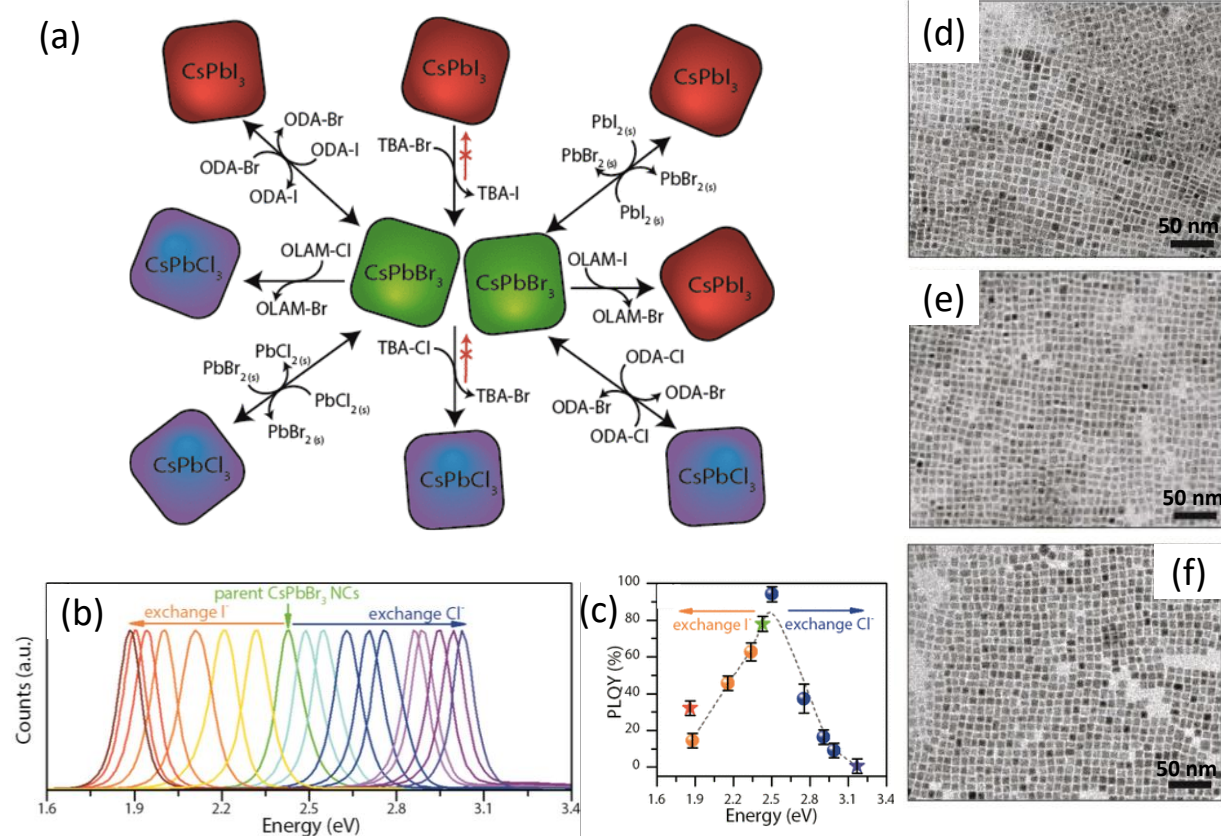 (a)
CsPbI3
CsPbI3
CsPbI3
ODA-Br
ODA-Br
ODA-I
ODA-I
TBA-Br
TBA-I
PbI2(s)
PbBr2(s)
PbBr2(s)
PbI2(s)
CsPbCl3
OLAM-Cl
OLAM-Br
CsPbBr3
CsPbBr3
OLAM-I
OLAM-Br
CsPbI3
PbCl2(s)
PbBr2(s)
PbCl2(s)
PbBr2(s)
TBA-Cl
TBA-Br
ODA-Cl
ODA-Br
ODA-Br
ODA-Cl
CsPbCl3
CsPbCl3
CsPbCl3
parent CsPbBr3 NCs
(b)
exchange I-
exchange Cl-
Counts (a.u.)
1.6 1.9 2.2 2.5 2.8 3.1 3.4
Energy (eV)
(c)
exchange I-
exchange Cl-
PLQY (%)
100
80
60
40
20
0
1.6 1.9 2.2 2.5 2.8 3.1 3.4
Energy (eV)
(d)
50 nm
(e)
50 nm
(f)
50 nm